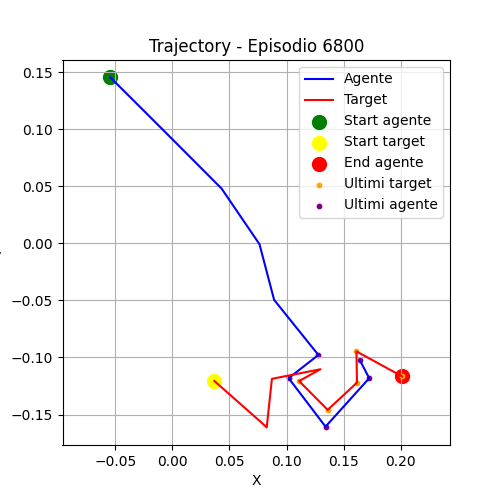 Trajectory - Episodio 6800
Agente
Target
Start agente
Start target
End agente
Ultimi target
Ultimi agente
0.15
0.10
0.05
0.00
−0.05
−0.10
−0.15
−0.05
0.00
0.05
0.10
0.15
0.20
X